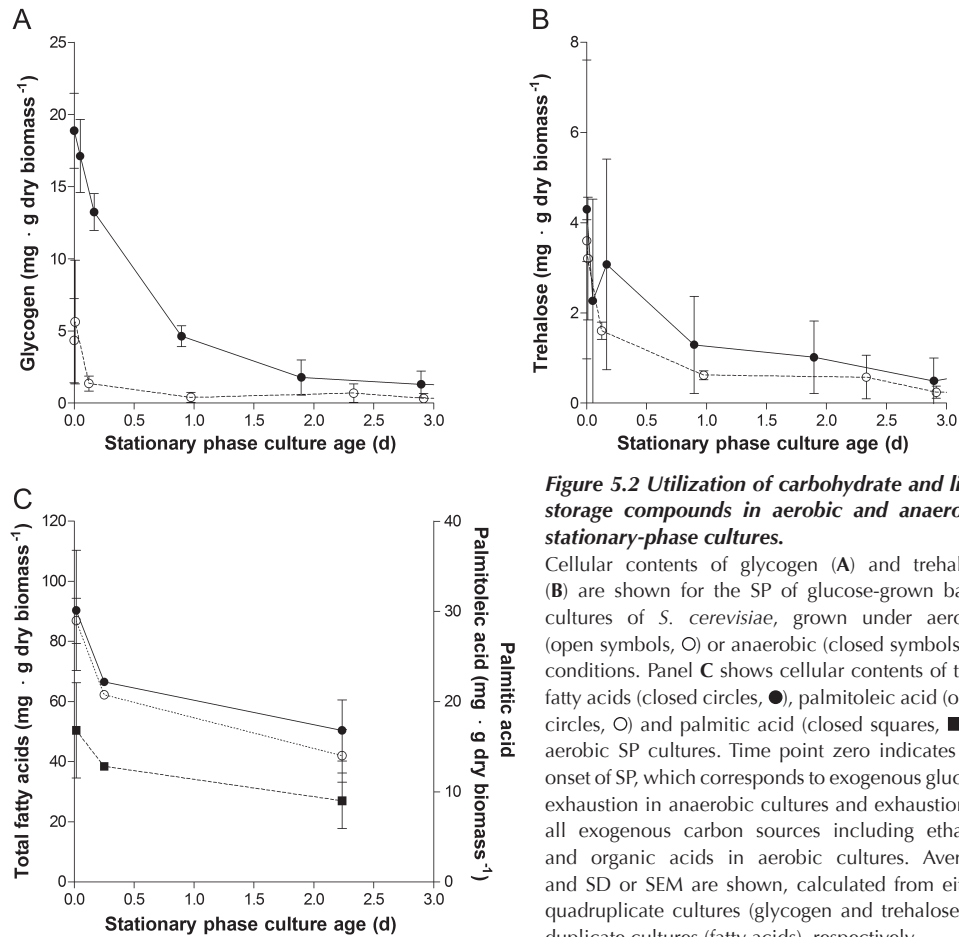 A
Glycogen (mg · g dry biomass-1)
25
20
15
10
5
0
0.0 0.5 1.0 1.5 2.0 2.5 3.0
Stationary phase culture age (d)
B
Trehalose (mg · g dry biomass-1)
8
6
4
2
0
0.0 0.5 1.0 1.5 2.0 2.5 3.0
Stationary phase culture age (d)
C
Total fatty acids (mg · g dry biomass-1)
120
100
80
60
40
20
0
40
30
20
10
0
Palmitic acid
Palmitoleic acid (mg · g dry biomass-1)
0.0 0.5 1.0 1.5 2.0 2.5 3.0
Stationary phase culture age (d)
Figure 5.2 Utilization of carbohydrate and li
storage compounds in aerobic and anaero
stationary-phase cultures.
Cellular contents of glycogen (A) and trehal
(B) are shown for the SP of glucose-grown ba
cultures of S. cerevisiae, grown under aero
(open symbols, ○) or anaerobic (closed symbols
conditions. Panel C shows cellular contents of t
fatty acids (closed circles, ●), palmitoleic acid (o
circles, ○) and palmitic acid (closed squares, ■
aerobic SP cultures. Time point zero indicates
onset of SP, which corresponds to exogenous gluc
exhaustion in anaerobic cultures and exhaustion
all exogenous carbon sources including etha
and organic acids in aerobic cultures. Aver
and SD or SEM are shown, calculated from ei
quadruplicate cultures (glycogen and trehalose
duplicate cultures (fatty acids), respectively.